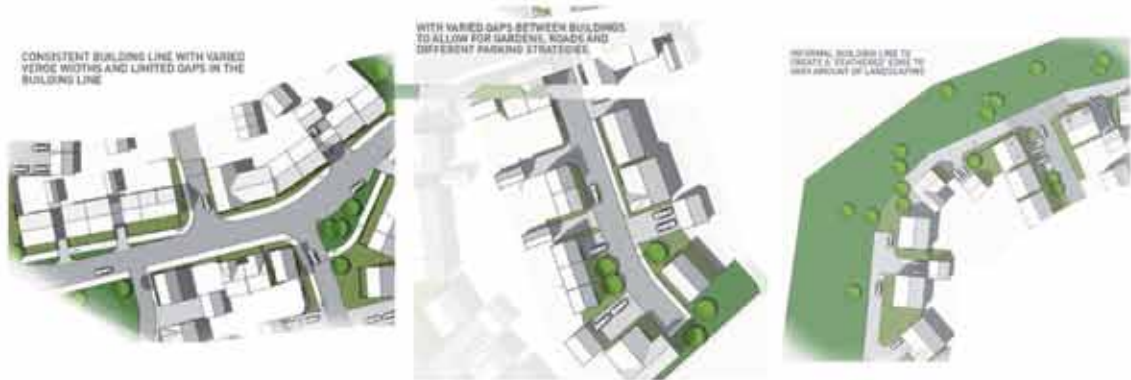 CONSISTENT BUILDING LINE WITH VARIED
VERGE WIDTHS AND LIMITED GAPS IN THE
BUILDING LINE
WITH VARIED GAPS BETWEEN BUILDINGS
TO ALLOW FOR GARDENS, ROADS AND
DIFFERENT PARKING STRATEGIES
INFORMAL BUILDING LINE TO
CREATE A 'FEATHERED' EDGE TO
VARY AMOUNT OF LANDSCAPING